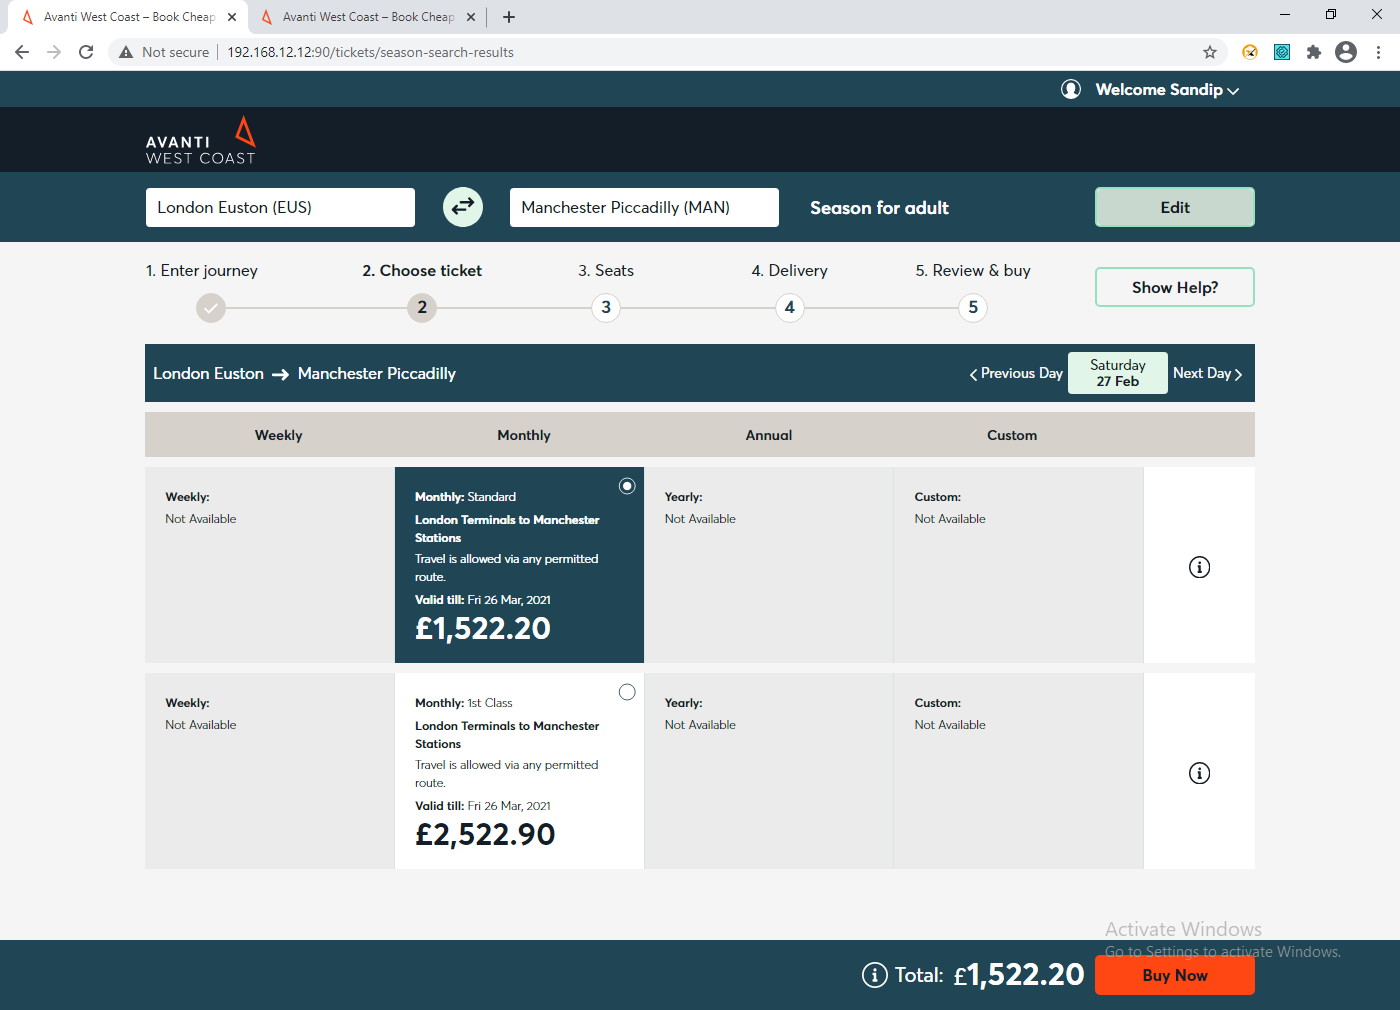 Avanti West Coast – Book Cheap
Avanti West Coast – Book Cheap
Not secure
192.168.12.12:90/tickets/season-search-results
Welcome Sandip
AVANTI
WEST COAST
London Euston (EUS)
Manchester Piccadilly (MAN)
Season for adult
Edit
1. Enter journey
2. Choose ticket
3. Seats
4. Delivery
5. Review & buy
2
3
4
5
Show Help?
London Euston → Manchester Piccadilly
Previous Day
Saturday
27 Feb
Next Day
Weekly
Monthly
Annual
Custom
Weekly:
Not Available
Monthly: Standard
London Terminals to Manchester
Stations
Travel is allowed via any permitted
route.
Valid till: Fri 26 Mar, 2021
£1,522.20
Yearly:
Not Available
Custom:
Not Available
Weekly:
Not Available
Monthly: 1st Class
London Terminals to Manchester
Stations
Travel is allowed via any permitted
route.
Valid till: Fri 26 Mar, 2021
£2,522.90
Yearly:
Not Available
Custom:
Not Available
Activate Windows
Go to Settings to activate Windows.
Total: £1,522.20
Buy Now